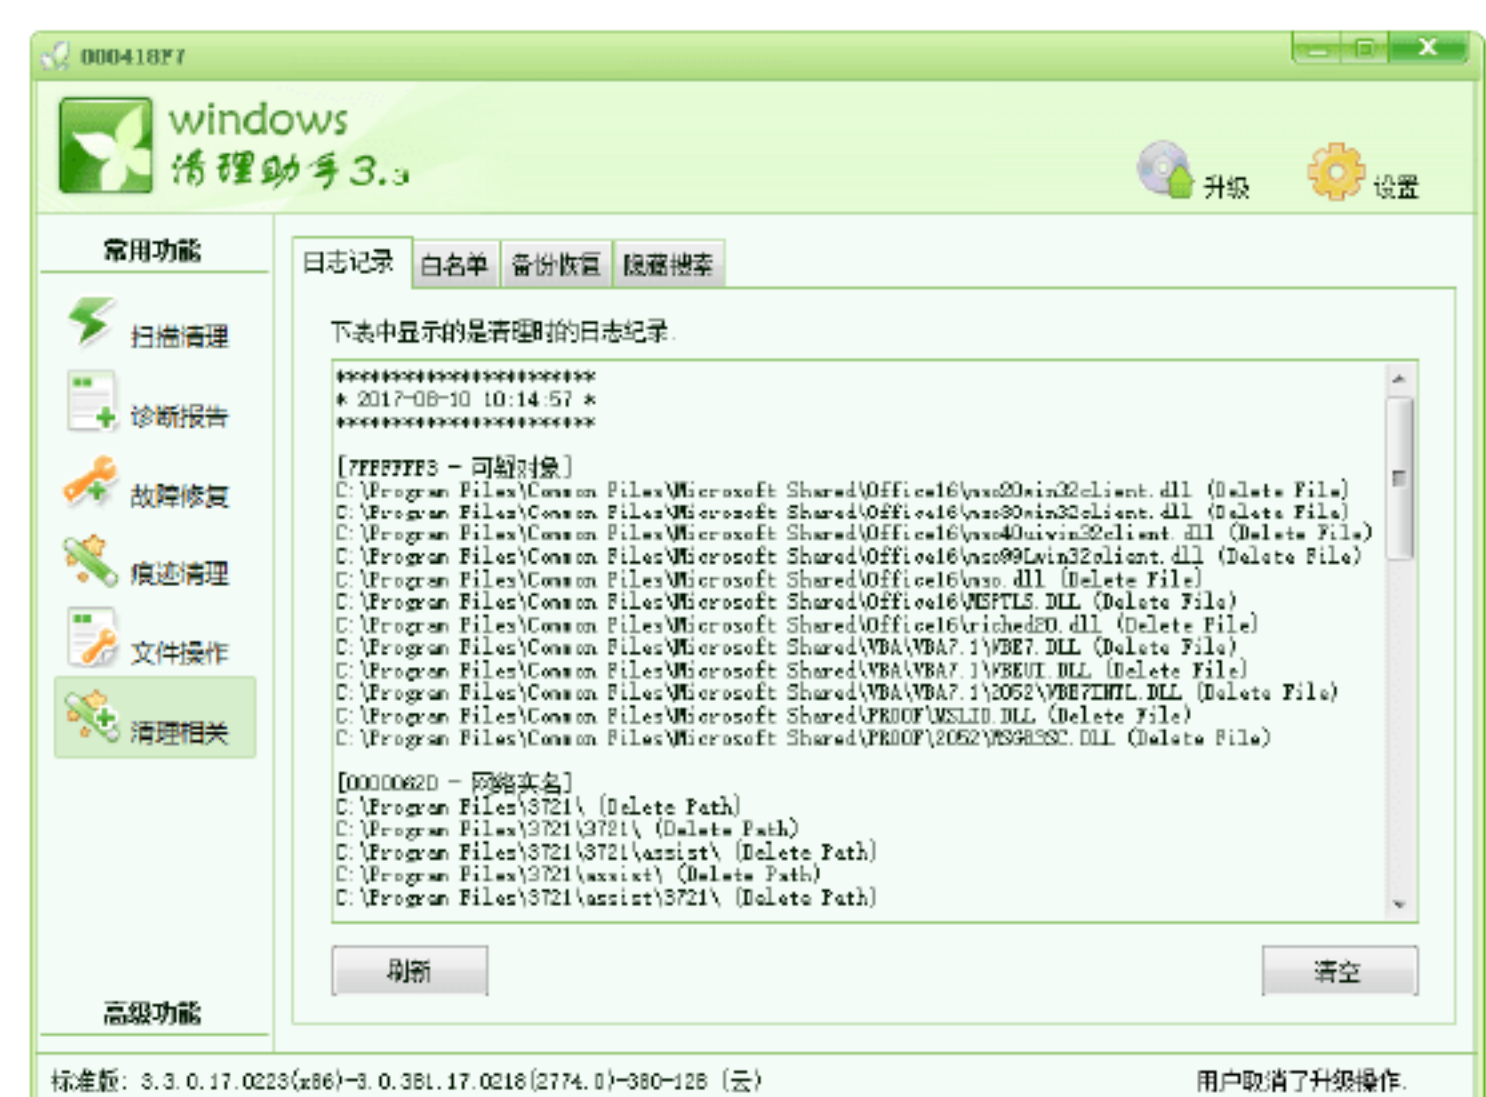 000418F7
windows
清理助手3.3
升级
设置
常用功能
日志记录
白名单
备份恢复
隐藏搜索
扫描清理
诊断报告
故障修复
痕迹清理
文件操作
清理相关
高级功能
下表中显示的是清理时的日志纪录.
************************
* 2017-08-10 10:14:57 *
************************
[7FFFFFF3 - 可疑对象]
C:\Program Files\Common Files\Microsoft Shared\Office16\mso20win32client.dll (Delete File)
C:\Program Files\Common Files\Microsoft Shared\Office16\mso30win32client.dll (Delete File)
C:\Program Files\Common Files\Microsoft Shared\Office16\mso40uiwin32client.dll (Delete File)
C:\Program Files\Common Files\Microsoft Shared\Office16\mso99Lwin32client.dll (Delete File)
C:\Program Files\Common Files\Microsoft Shared\Office16\mso.dll (Delete File)
C:\Program Files\Common Files\Microsoft Shared\Office16\MSPTLS.DLL (Delete File)
C:\Program Files\Common Files\Microsoft Shared\Office16\riched20.dll (Delete File)
C:\Program Files\Common Files\Microsoft Shared\VBA\VBA7.1\VBE7.DLL (Delete File)
C:\Program Files\Common Files\Microsoft Shared\VBA\VBA7.1\VBEUI.DLL (Delete File)
C:\Program Files\Common Files\Microsoft Shared\VBA\VBA7.1\2052\VBE7INTL.DLL (Delete File)
C:\Program Files\Common Files\Microsoft Shared\PROOF\MSLID.DLL (Delete File)
C:\Program Files\Common Files\Microsoft Shared\PROOF\2052\MSGR3SC.DLL (Delete File)
[0000062D - 网络实名]
C:\Program Files\3721\ (Delete Path)
C:\Program Files\3721\3721\ (Delete Path)
C:\Program Files\3721\3721\assist\ (Delete Path)
C:\Program Files\3721\assist\ (Delete Path)
C:\Program Files\3721\assist\3721\ (Delete Path)
刷新
清空
标准版: 3.3.0.17.0223(x86)-3.0.381.17.0218(2774.0)-380-128 (云)
用户取消了升级操作.